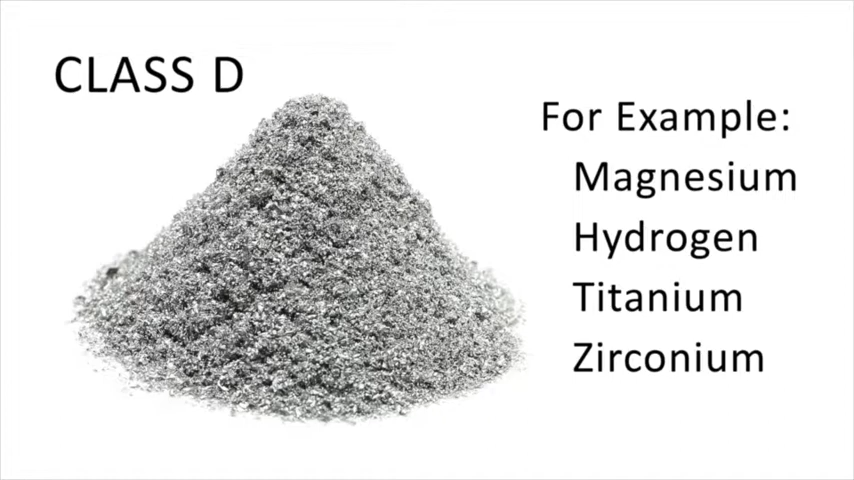 CLASS D
For Example:
Magnesium
Hydrogen
Titanium
Zirconium